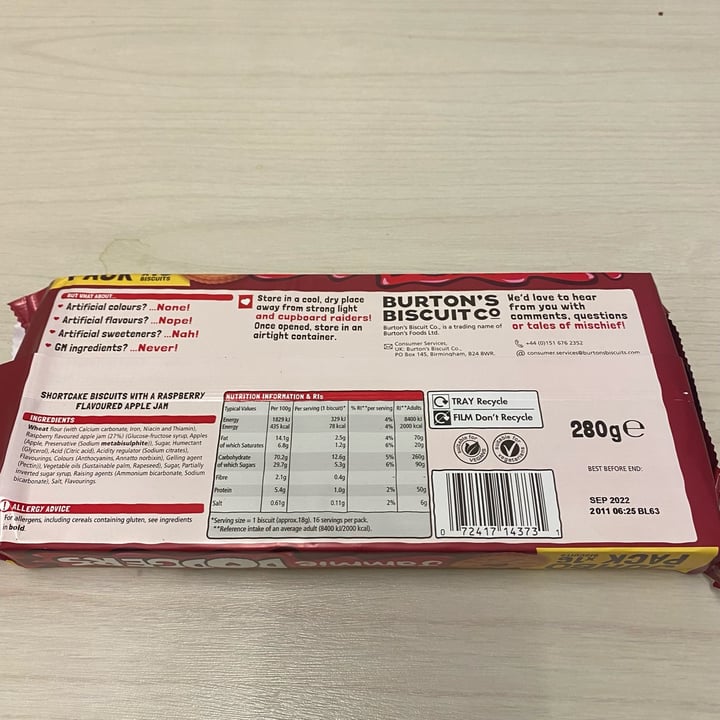 PACK
BISCUITS
BUT WHAT ABOUT...
Artificial colours? ...None!
Artificial flavours? ...Nope!
Artificial sweeteners? ...Nah!
GM ingredients? ...Never!
Store in a cool, dry place
away from strong light
and cupboard raiders!
Once opened, store in an
airtight container.
BURTON'S
BISCUIT CO
Burton's Biscuit Co., is a trading name of
Burton's Foods Ltd.
Consumer Services,
UK: Burton's Biscuit Co.,
PO Box 145, Birmingham, B24 8WR.
We'd love to hear
from you with
comments, questions
or tales of mischief!
+44 (0)151 676 2352
consumer.services@burtonsbiscuits.com
SHORTCAKE BISCUITS WITH A RASPBERRY
FLAVOURED APPLE JAM
INGREDIENTS
Wheat flour (with Calcium carbonate, Iron, Niacin and Thiamin),
Raspberry flavoured apple jam (27%) (Glucose-fructose syrup, Apples
(Apple, Preservative (Sodium metabisulphite)), Sugar, Humectant
(Glycerol), Acid (Citric acid), Acidity regulator (Sodium citrates),
Flavourings, Colours (Anthocyanins, Annatto norbixin), Gelling agent
(Pectin)), Vegetable oils (Sustainable palm, Rapeseed), Sugar, Partially
inverted sugar syrup, Raising agents (Ammonium bicarbonate, Sodium
bicarbonate), Salt, Flavourings.
ALLERGY ADVICE
For allergens, including cereals containing gluten, see ingredients
in bold.
NUTRITION INFORMATION & RIs
Typical Values Per 100g Per serving (1 biscuit)* % RI**per serving RI**Adults
Energy 1829 kJ 329 kJ 4% 8400 kJ
Energy 435 kcal 78 kcal 4% 2000 kcal
Fat 14.1g 2.5g 4% 70g
of which Saturates 6.8g 1.2g 6% 20g
Carbohydrate 70.2g 12.6g 5% 260g
of which Sugars 29.7g 5.3g 6% 90g
Fibre 2.1g 0.4g - -
Protein 5.4g 1.0g 2% 50g
Salt 0.61g 0.11g 2% 6g
*Serving size = 1 biscuit (approx.18g). 16 servings per pack.
**Reference intake of an average adult (8400 kJ/2000 kcal).
TRAY Recycle
FILM Don't Recycle
suitable for VEGANS
suitable for Vegetarians
0 72417 14373 1
280g e
BEST BEFORE END:
SEP 2022
2011 06:25 BL63
Jammie DODGERS
PACK